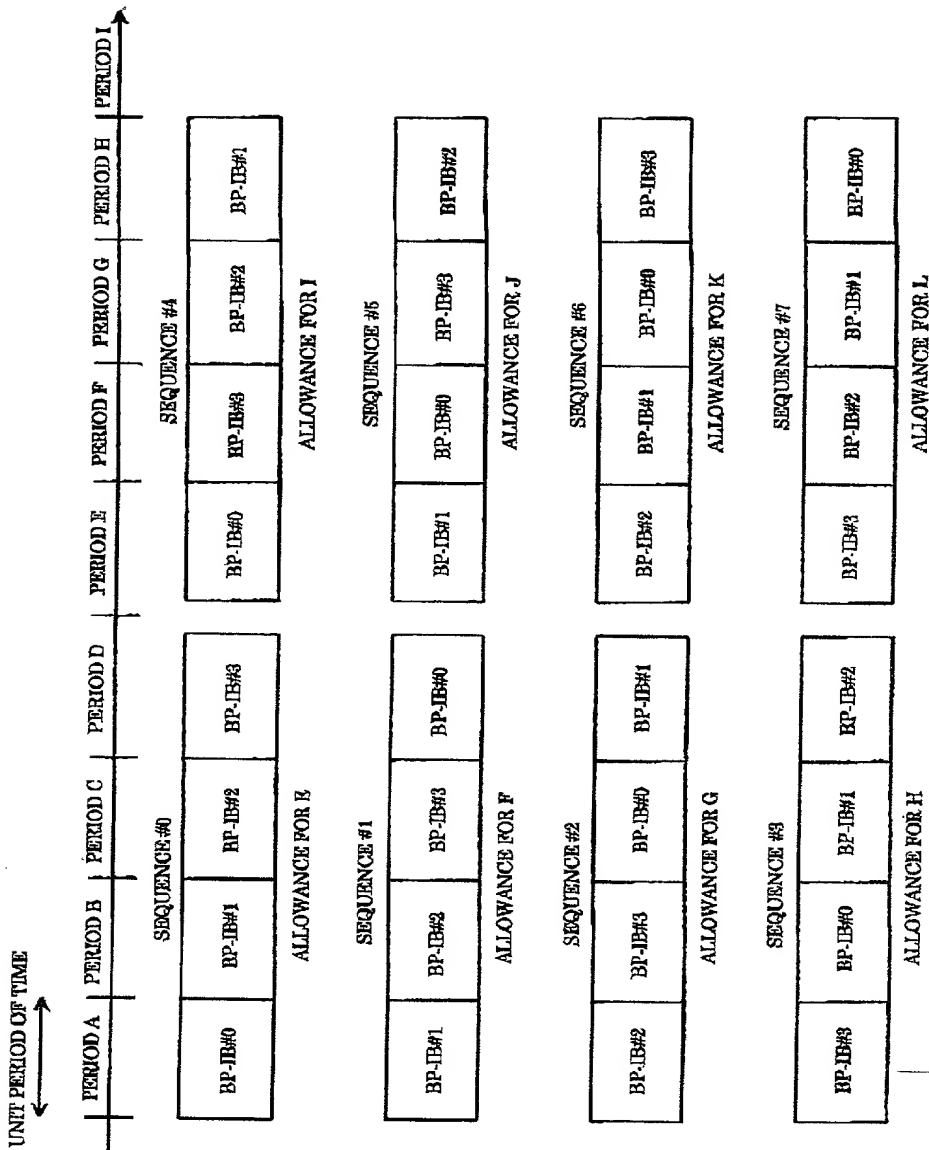 UNIT PERIOD OF TIME
PERIOD A PERIOD B PERIOD C PERIOD D PERIOD E PERIOD F PERIOD G PERIOD H PERIOD I
SEQUENCE #0 SEQUENCE #4
BP-IB#0 BP-IB#1 BP-IB#2 BP-IB#3 BP-IB#0 BP-IB#3 BP-IB#2 BP-IB#1
ALLOWANCE FOR E ALLOWANCE FOR I
SEQUENCE #1 SEQUENCE #5
BP-IB#1 BP-IB#2 BP-IB#3 BP-IB#0 BP-IB#1 BP-IB#0 BP-IB#3 BP-IB#2
ALLOWANCE FOR F ALLOWANCE FOR J
SEQUENCE #2 SEQUENCE #6
BP-IB#2 BP-IB#3 BP-IB#0 BP-IB#1 BP-IB#2 BP-IB#1 BP-IB#0 BP-IB#3
ALLOWANCE FOR G ALLOWANCE FOR K
SEQUENCE #3 SEQUENCE #7
BP-IB#3 BP-IB#0 BP-IB#1 BP-IB#2 BP-IB#3 BP-IB#2 BP-IB#1 BP-IB#0
ALLOWANCE FOR H ALLOWANCE FOR L